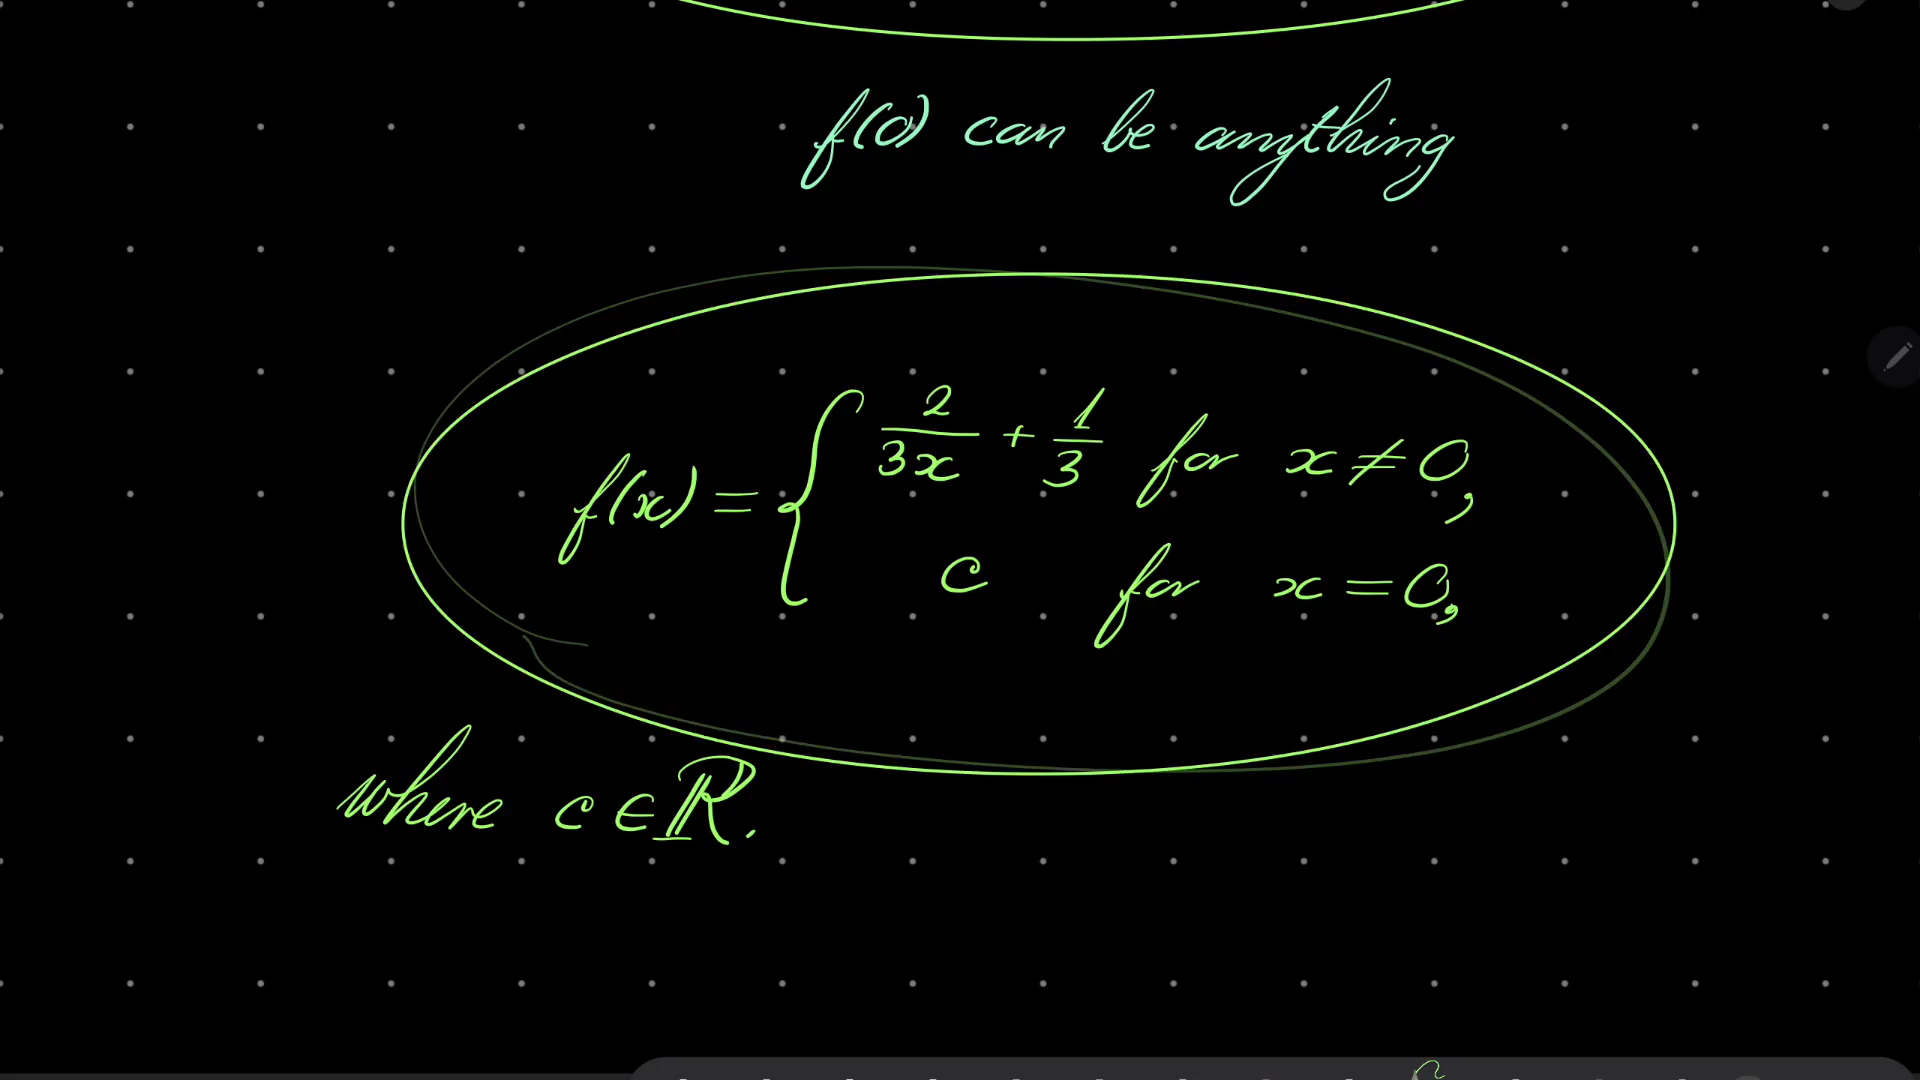 f(0) can be anything
f(x) = { 2/3x + 1/3 for x ≠ 0,
c for x = 0,
where c ∈ ℝ.